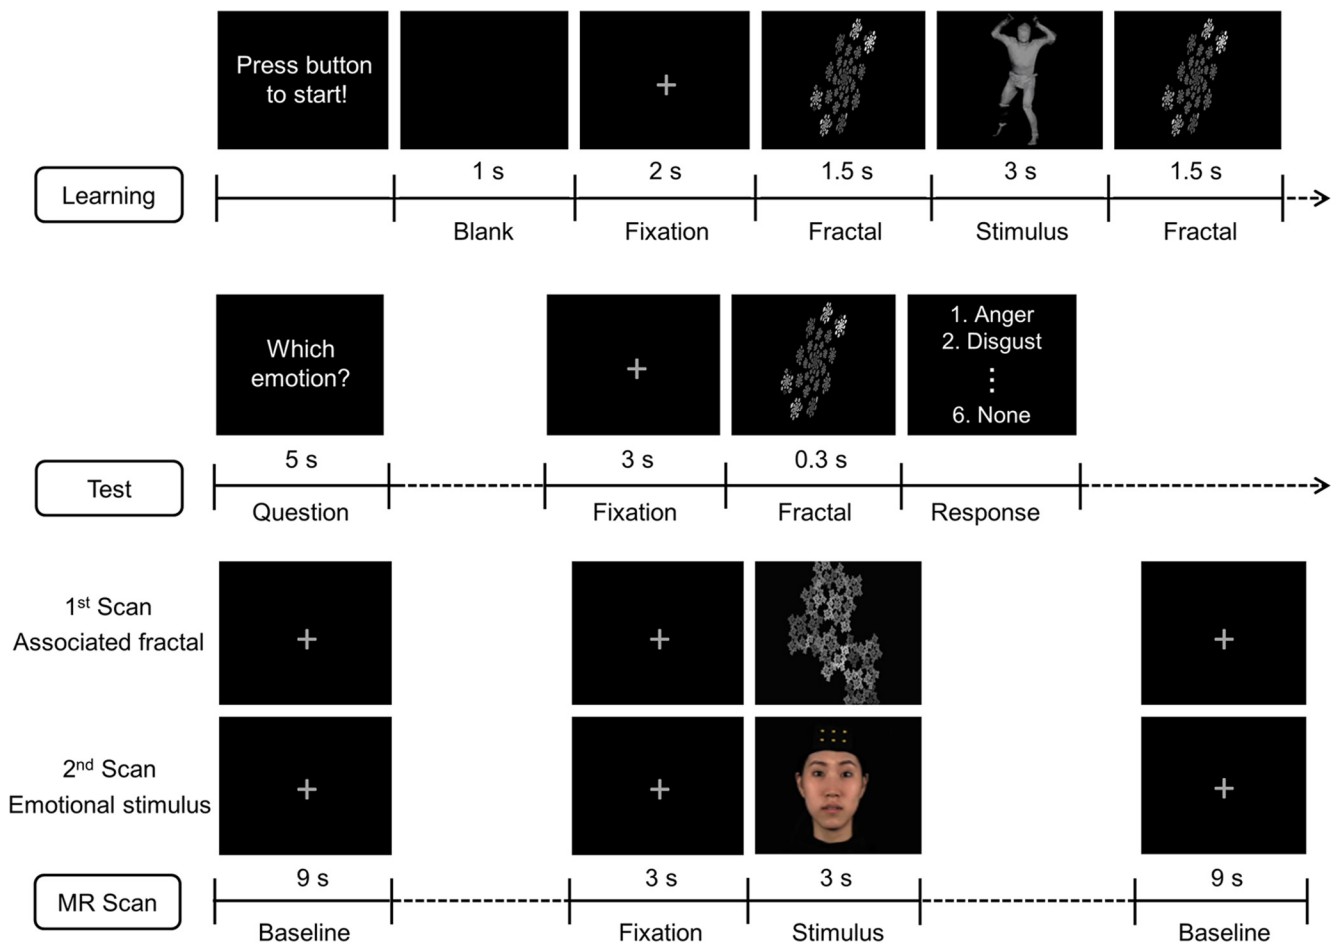 Press button
to start!
1 s
2 s
1.5 s
3 s
1.5 s
Learning
Blank
Fixation
Fractal
Stimulus
Fractal
Which
emotion?
1. Anger
2. Disgust
⋮
6. None
5 s
3 s
0.3 s
Test
Question
Fixation
Fractal
Response
1st Scan
Associated fractal
2nd Scan
Emotional stimulus
9 s
3 s
3 s
9 s
MR Scan
Baseline
Fixation
Stimulus
Baseline